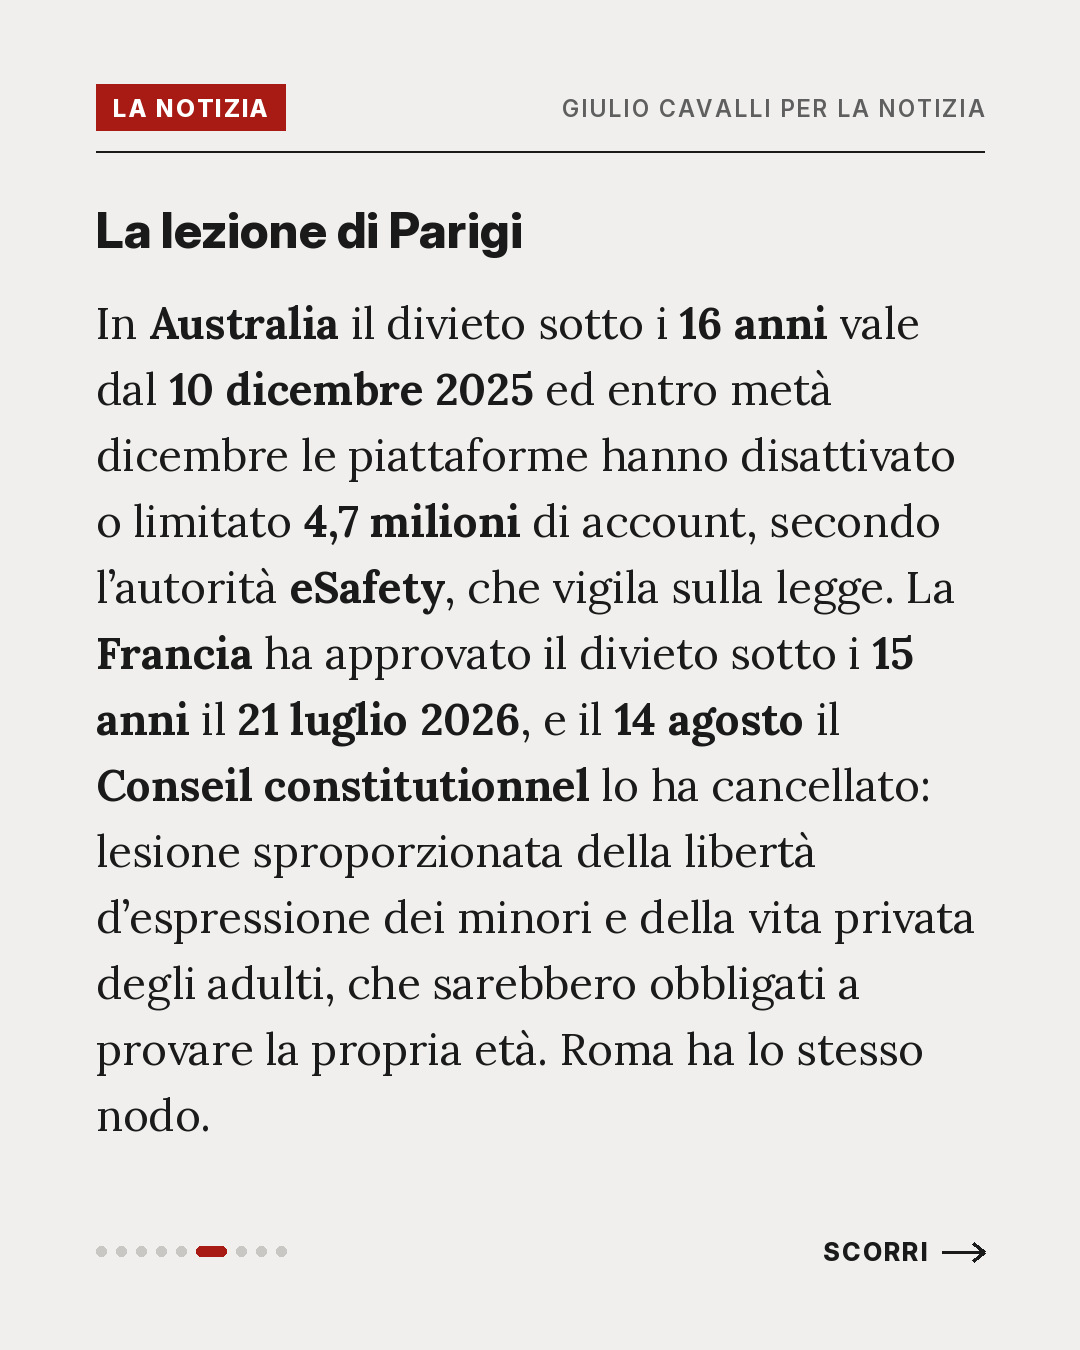 LA NOTIZIA
GIULIO CAVALLI PER LA NOTIZIA
La lezione di Parigi
In Australia il divieto sotto i 16 anni vale
dal 10 dicembre 2025 ed entro metà
dicembre le piattaforme hanno disattivato
o limitato 4,7 milioni di account, secondo
l’autorità eSafety, che vigila sulla legge. La
Francia ha approvato il divieto sotto i 15
anni il 21 luglio 2026, e il 14 agosto il
Conseil constitutionnel lo ha cancellato:
lesione sproporzionata della libertà
d’espressione dei minori e della vita privata
degli adulti, che sarebbero obbligati a
provare la propria età. Roma ha lo stesso
nodo.
SCORRI